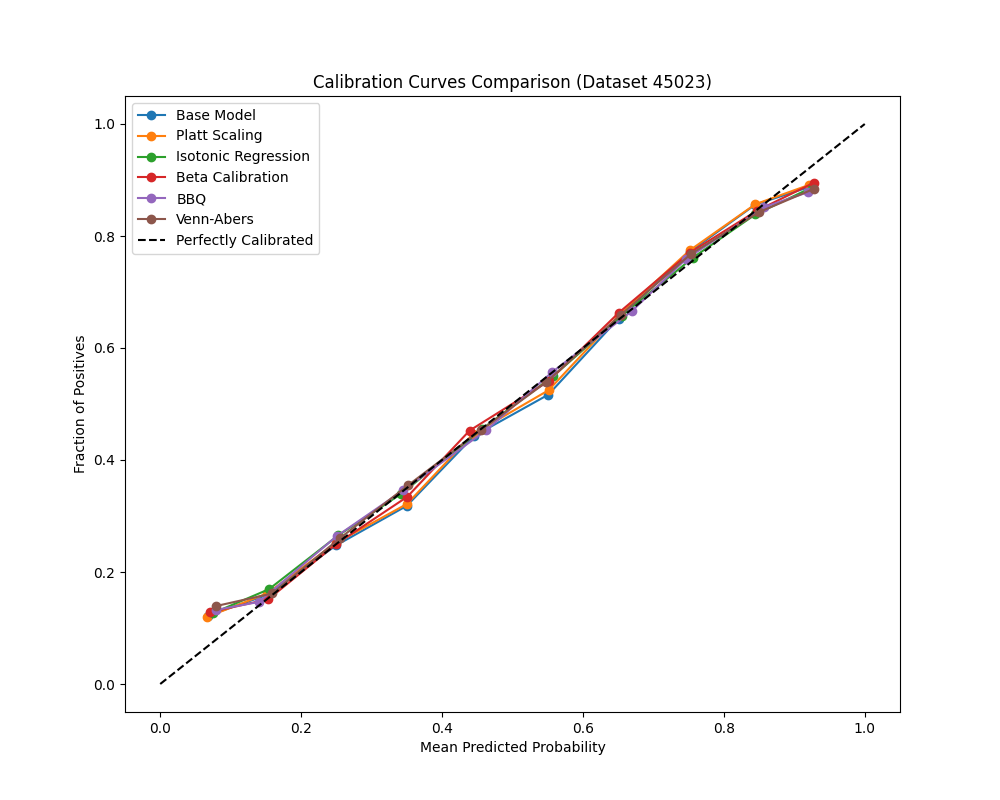 Calibration Curves Comparison (Dataset 45023)
Base Model
Platt Scaling
Isotonic Regression
Beta Calibration
BBQ
Venn-Abers
Perfectly Calibrated
1.0
0.8
0.6
0.4
0.2
0.0
Fraction of Positives
0.0 0.2 0.4 0.6 0.8 1.0
Mean Predicted Probability